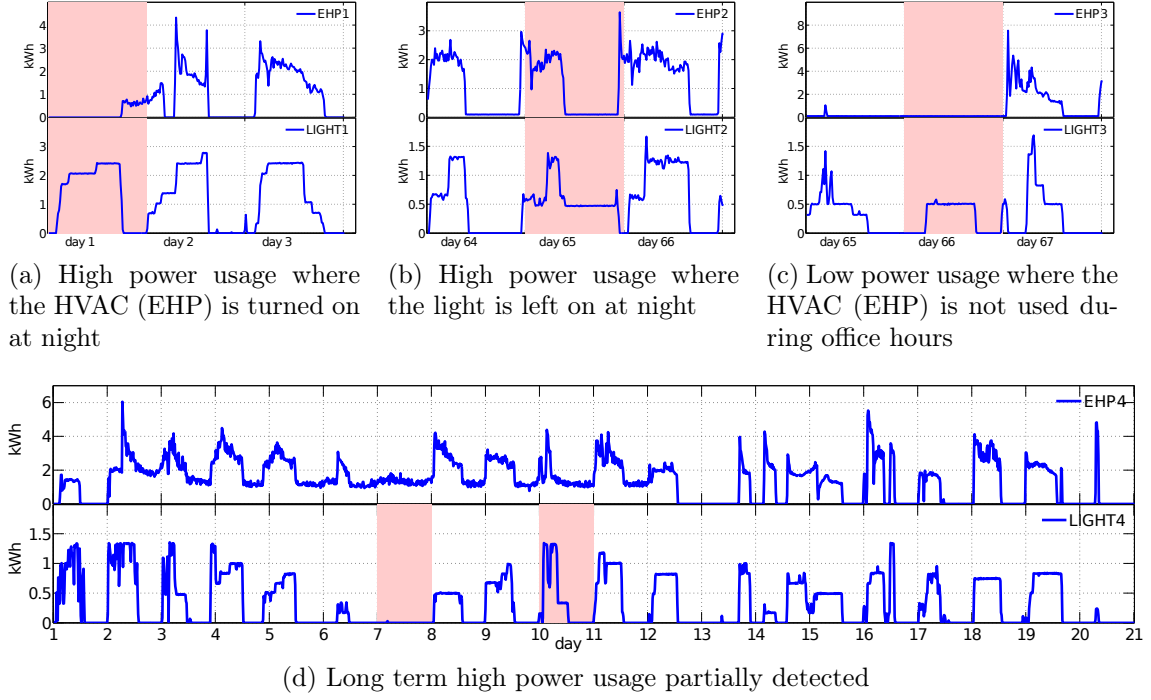 EHP1
kWh
5
4
3
2
1
0
LIGHT1
kWh
3
2
1
0
day 1 day 2 day 3
(a) High power usage where
the HVAC (EHP) is turned on
at night
EHP2
kWh
3
2
1
0
LIGHT2
kWh
1.5
1
0.5
0
day 64 day 65 day 66
(b) High power usage where
the light is left on at night
EHP3
kWh
8
6
4
2
0
LIGHT3
kWh
1.5
1
0.5
0
day 65 day 66 day 67
(c) Low power usage where the
HVAC (EHP) is not used du-
ring office hours
EHP4
kWh
6
4
2
0
LIGHT4
kWh
1.5
1
0.5
0
1 2 3 4 5 6 7 8 9 10 11 12 13 14 15 16 17 18 19 20 21
day
(d) Long term high power usage partially detected